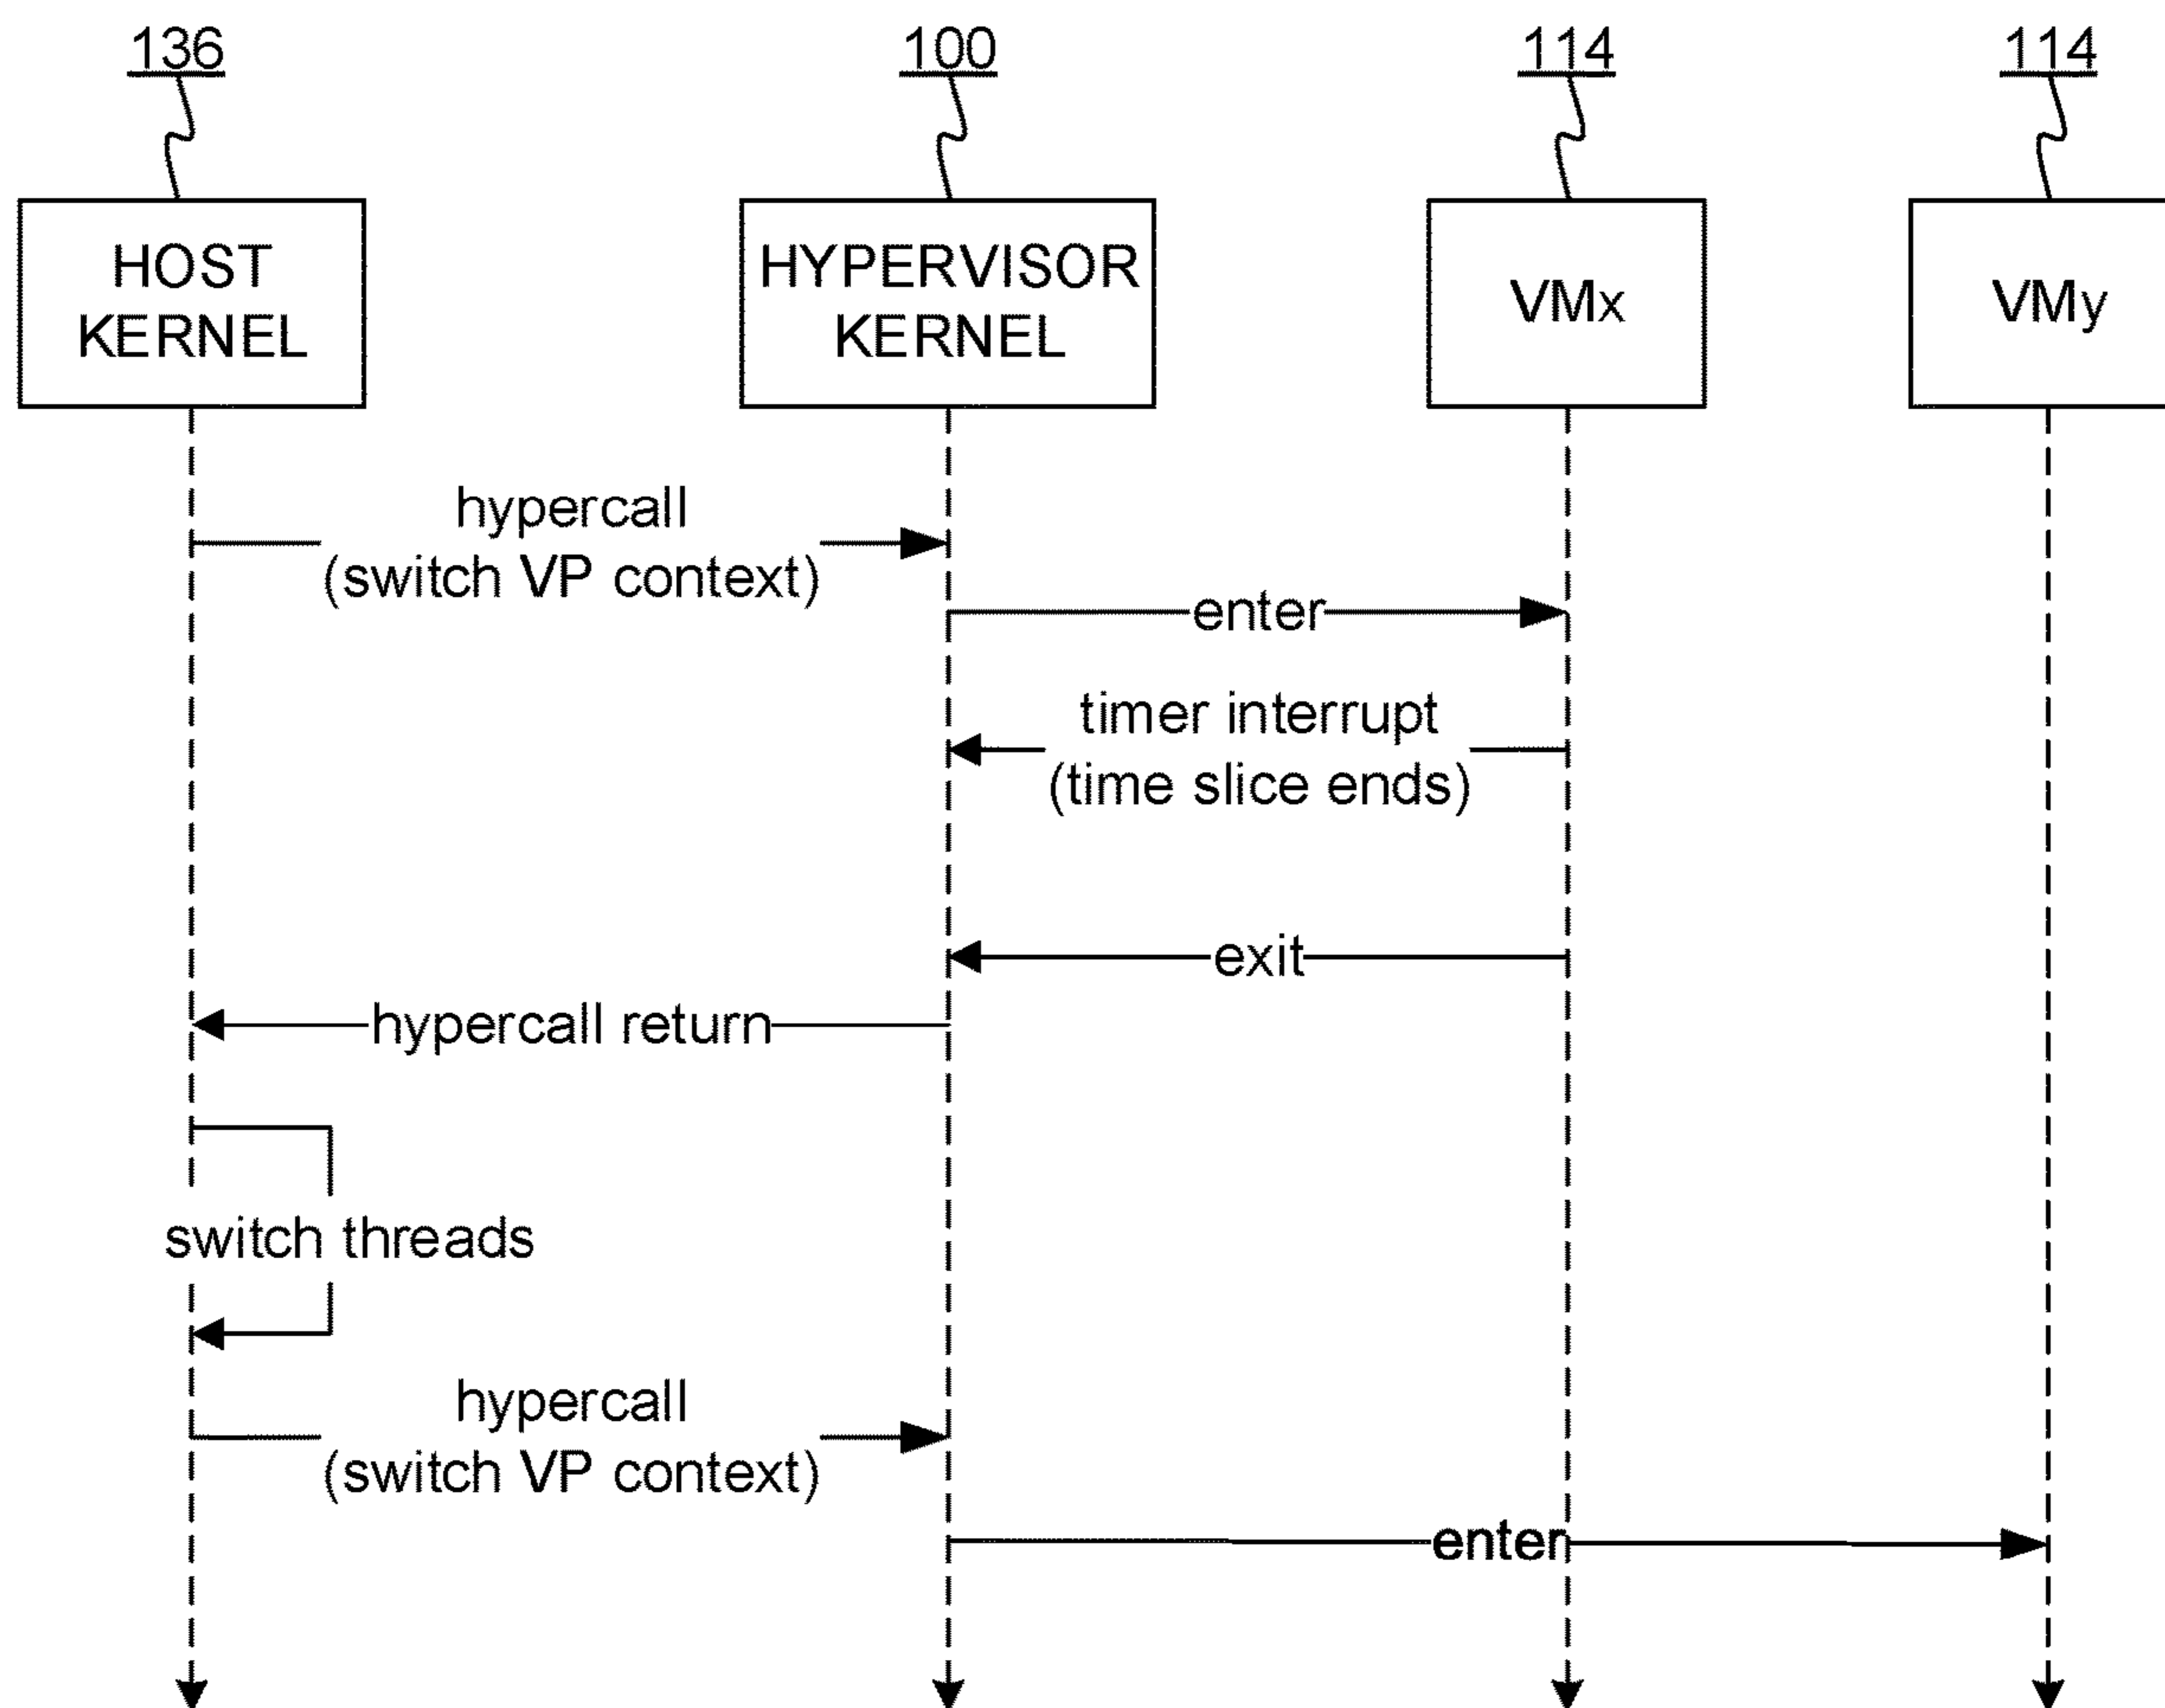 136
100
114
114
HOST
KERNEL
HYPERVISOR
KERNEL
VMx
VMy
hypercall
(switch VP context)
enter
timer interrupt
(time slice ends)
exit
hypercall return
switch threads
hypercall
(switch VP context)
enter